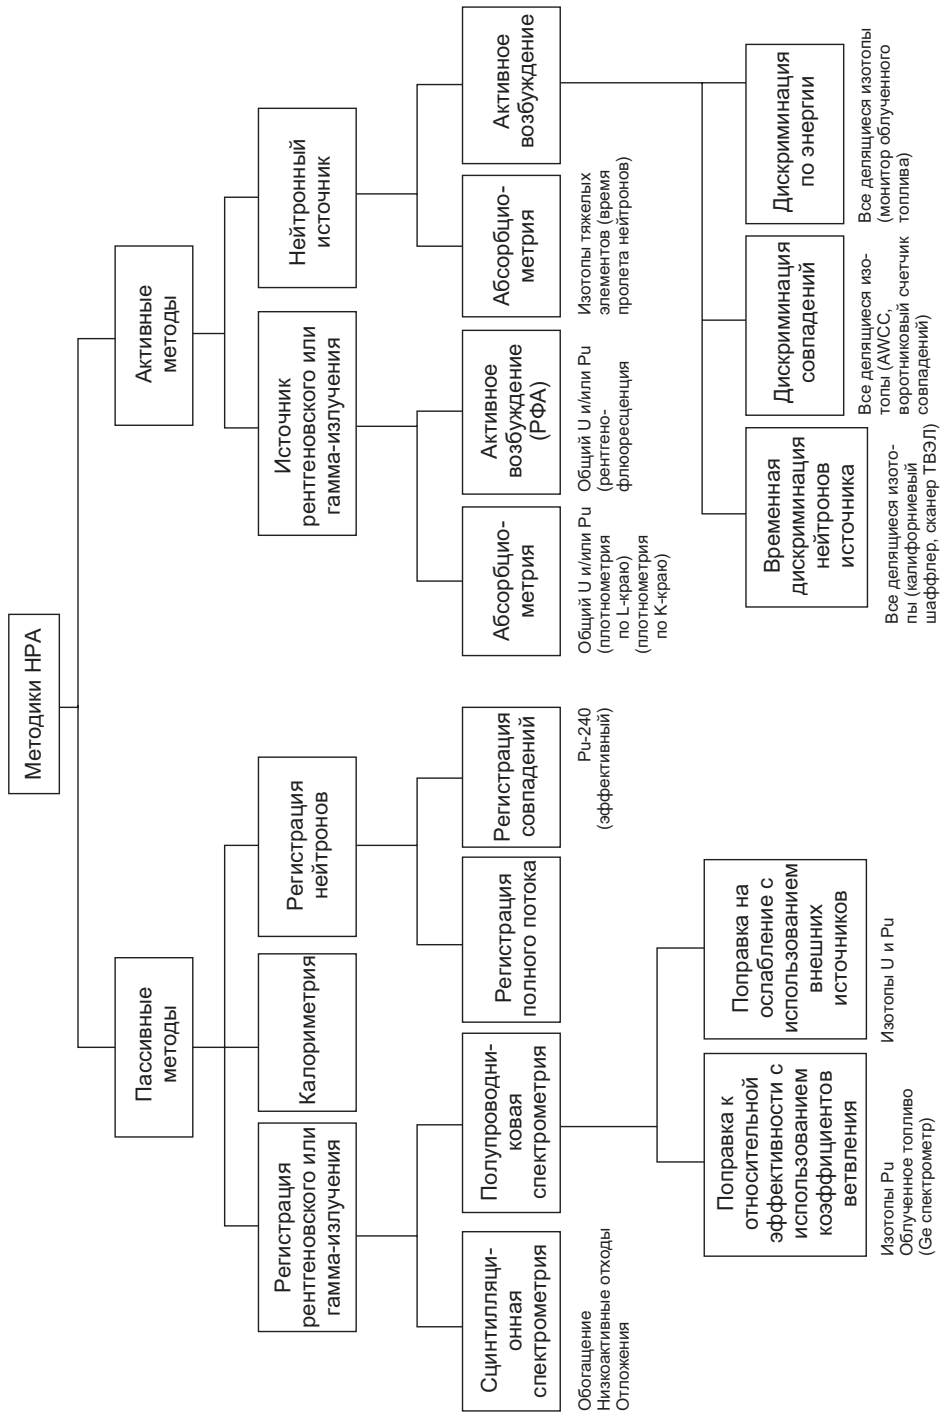 Методики НРА
Пассивные
методы
Активные
методы
Регистрация
рентгеновского или
гамма-излучения
Калориметрия
Регистрация
нейтронов
Источник
рентгеновского или
гамма-излучения
Нейтронный
источник
Сцинтилляци-
онная
спектрометрия
Обогащение
Низкоактивные отходы
Отложения
Полупроводни-
ковая
спектрометрия
Регистрация
полного потока
Регистрация
совпадений
Pu-240
(эффективный)
Абсорбцио-
метрия
Общий U и/или Pu
(плотнометрия
по L-краю)
(плотнометрия
по K-краю)
Активное
возбуждение
(РФА)
Общий U и/или Pu
(рентгено-
флюоресценция
Абсорбцио-
метрия
Изотопы тяжелых
элементов (время
пролета нейтронов)
Активное
возбуждение
Поправка к
относительной
эффективности с
использованием
коэффициентов
ветвления
Изотопы Pu
Облученное топливо
(Ge спектрометр)
Поправка на
ослабление с
использованием
внешних
источников
Изотопы U и Pu
Временная
дискриминация
нейтронов
источника
Все делящиеся изото-
пы (калифорниевый
шаффлер, сканер ТВЭЛ)
Дискриминация
совпадений
Все делящиеся изо-
топы (AWCC,
воротниковый счетчик
совпадений)
Дискриминация
по энергии
Все делящиеся изотопы
(монитор облученного
топлива)